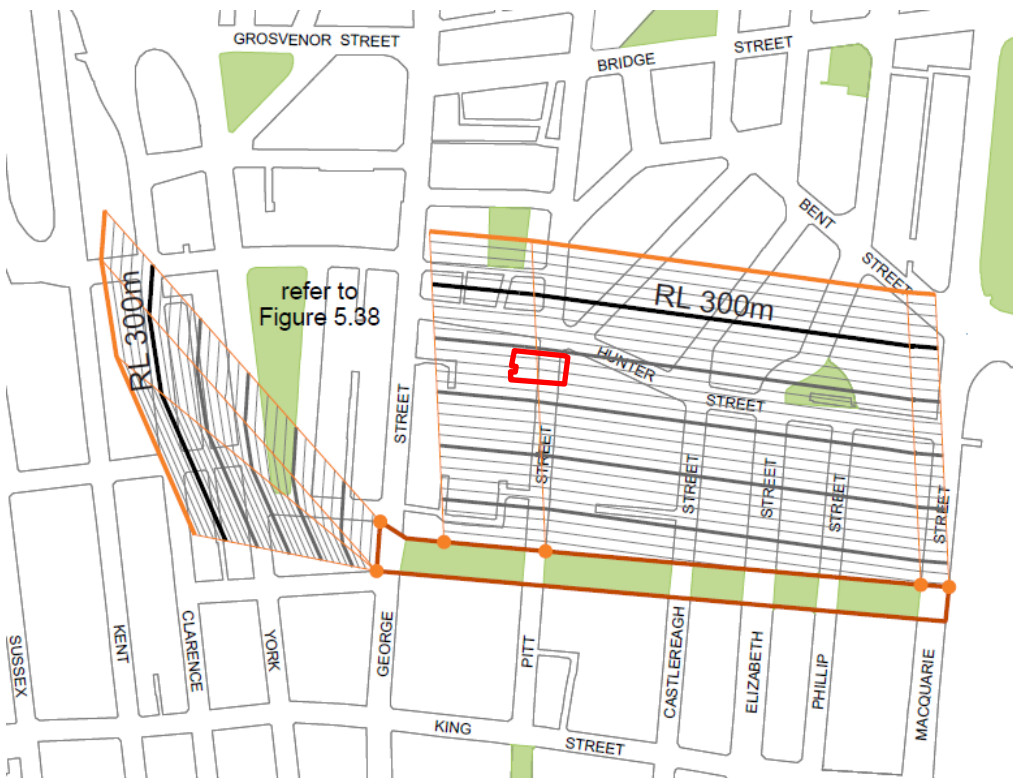 GROSVENOR STREET
BRIDGE STREET
BENT STREET
refer to
Figure 5.38
RL 300m
RL 300m
HUNTER STREET
STREET
STREET
STREET
STREET
STREET
STREET
SUSSEX
KENT
CLARENCE
YORK
GEORGE
PITT
CASTLEREAGH
ELIZABETH
PHILLIP
MACQUARIE
KING STREET